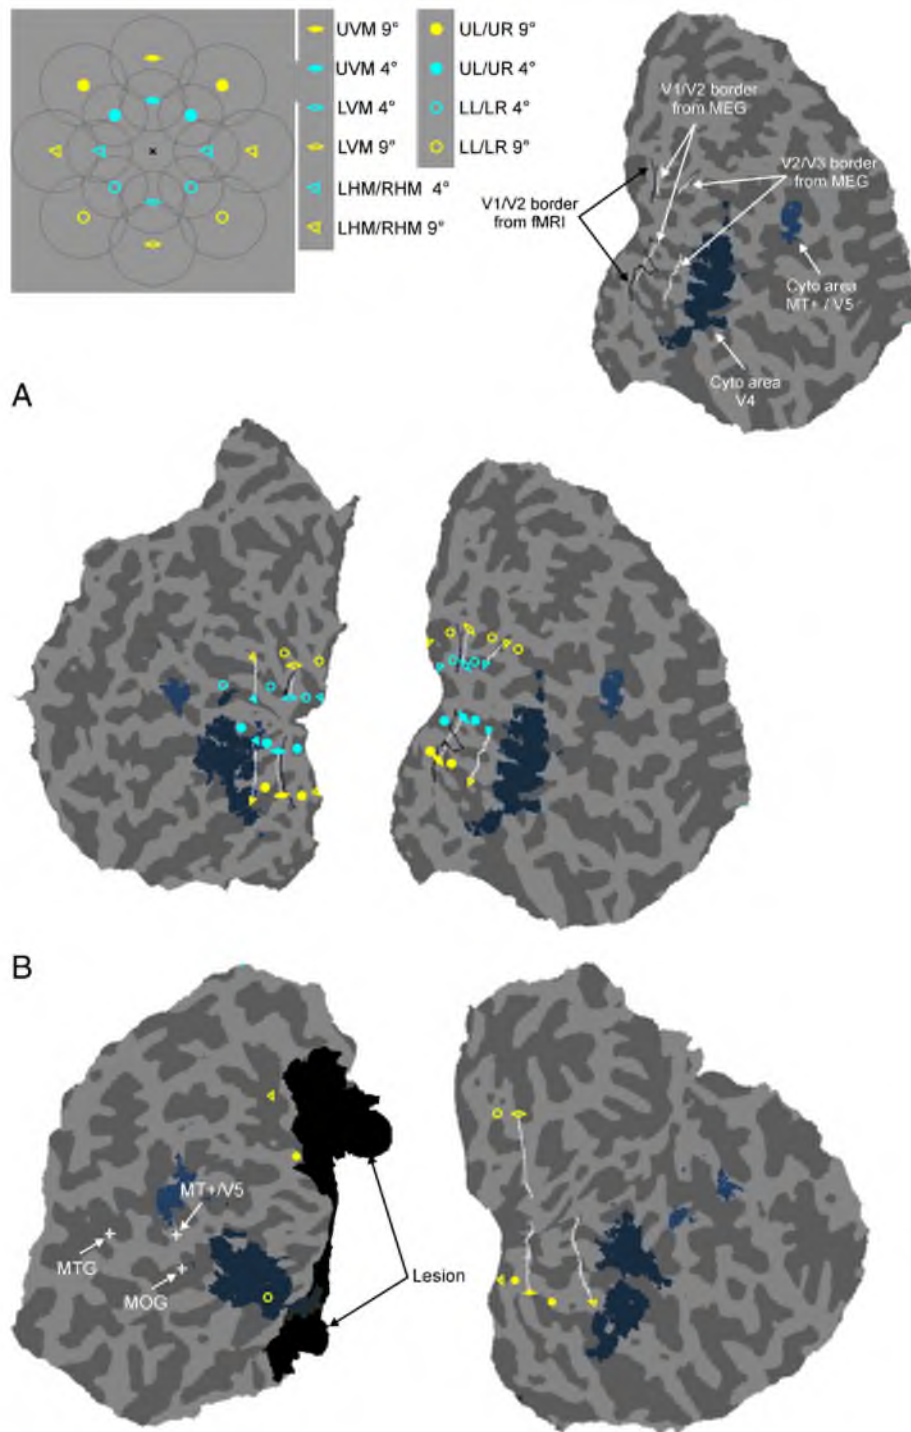 UVM 9°
UVM 4°
LVM 4°
LVM 9°
LHM/RHM 4°
LHM/RHM 9°
UL/UR 9°
UL/UR 4°
LL/LR 4°
LL/LR 9°
V1/V2 border
from MEG
V2/V3 border
from MEG
V1/V2 border
from fMRI
Cyto area
MT+ / V5
Cyto area
V4
A
B
MT+/V5
MTG
MOG
Lesion